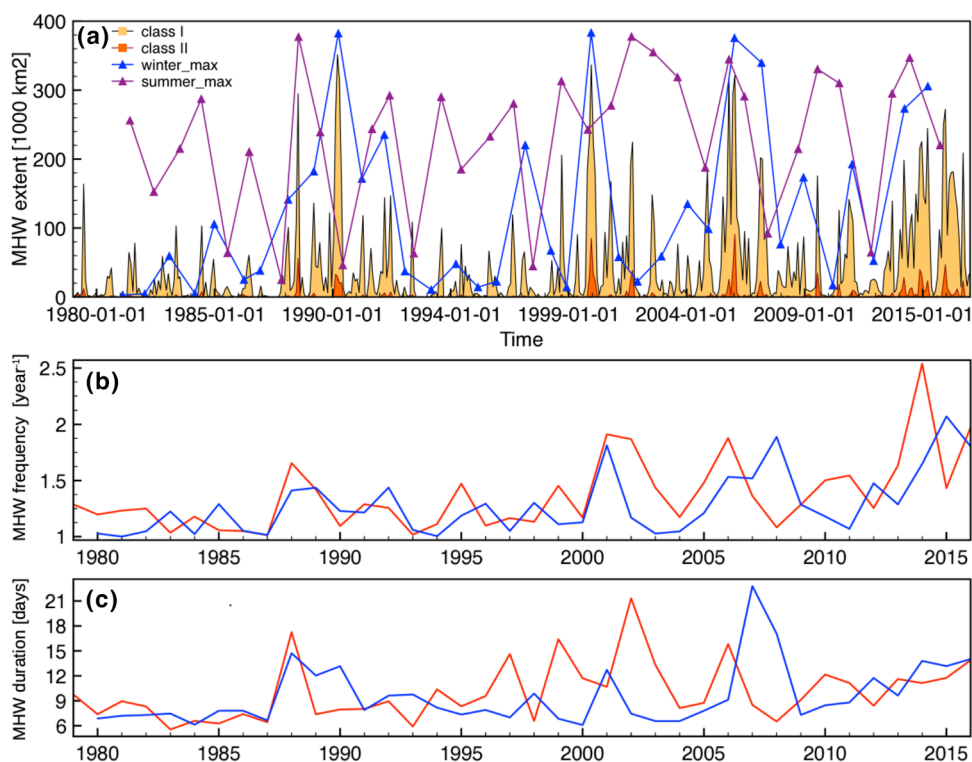 (a)
class I
class II
winter_max
summer_max
MHW extent [1000 km2]
400
300
200
100
0
1980-01-01 1985-01-01 1990-01-01 1994-01-01 1999-01-01 2004-01-01 2009-01-01 2015-01-01
Time
(b)
MHW frequency [year⁻¹]
2.5
2
1.5
1
1980 1985 1990 1995 2000 2005 2010 2015
(c)
MHW duration [days]
21
18
15
12
9
6
1980 1985 1990 1995 2000 2005 2010 2015